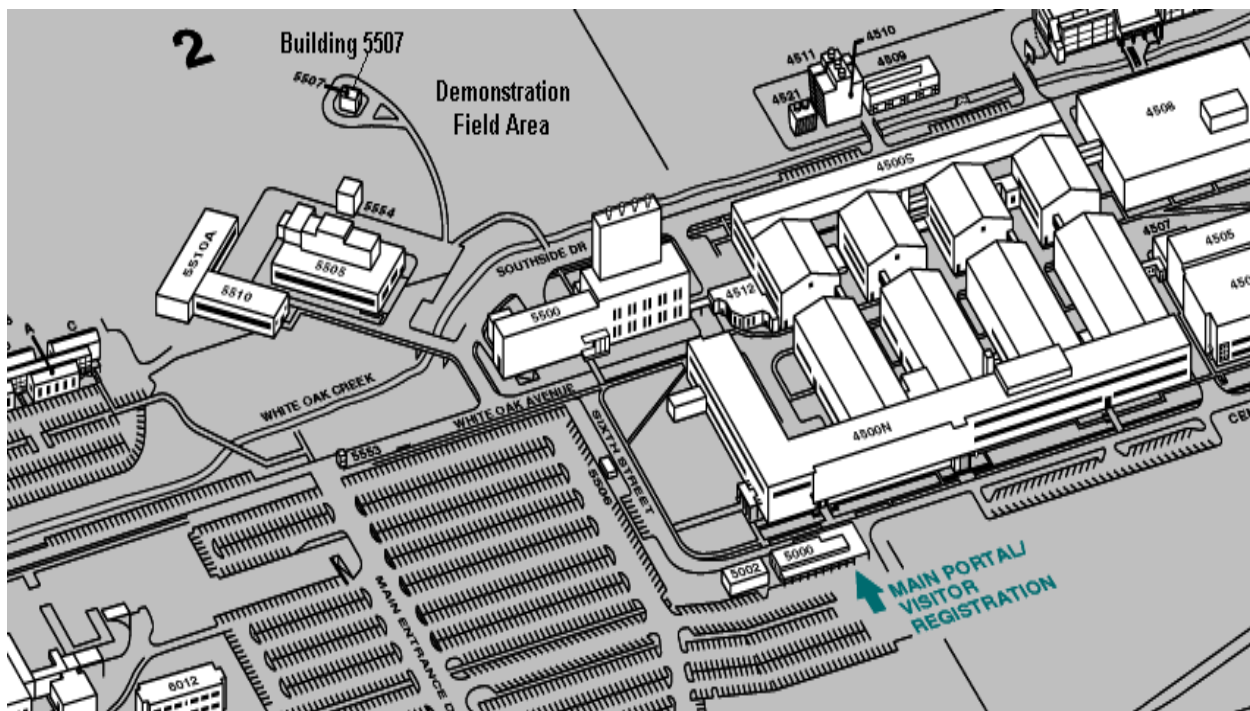 2
Building 5507
5507
Demonstration
Field Area
4510
4511
4509
4521
4508
4500S
5554
5510A
5505
5510
SOUTHSIDE DR
4507
4505
4512
5500
A
C
WHITE OAK CREEK
WHITE OAK AVENUE
4500N
5553
SIXTH STREET
5506
5000
5002
MAIN PORTAL/
VISITOR
REGISTRATION
MAIN ENTRANCE
6012